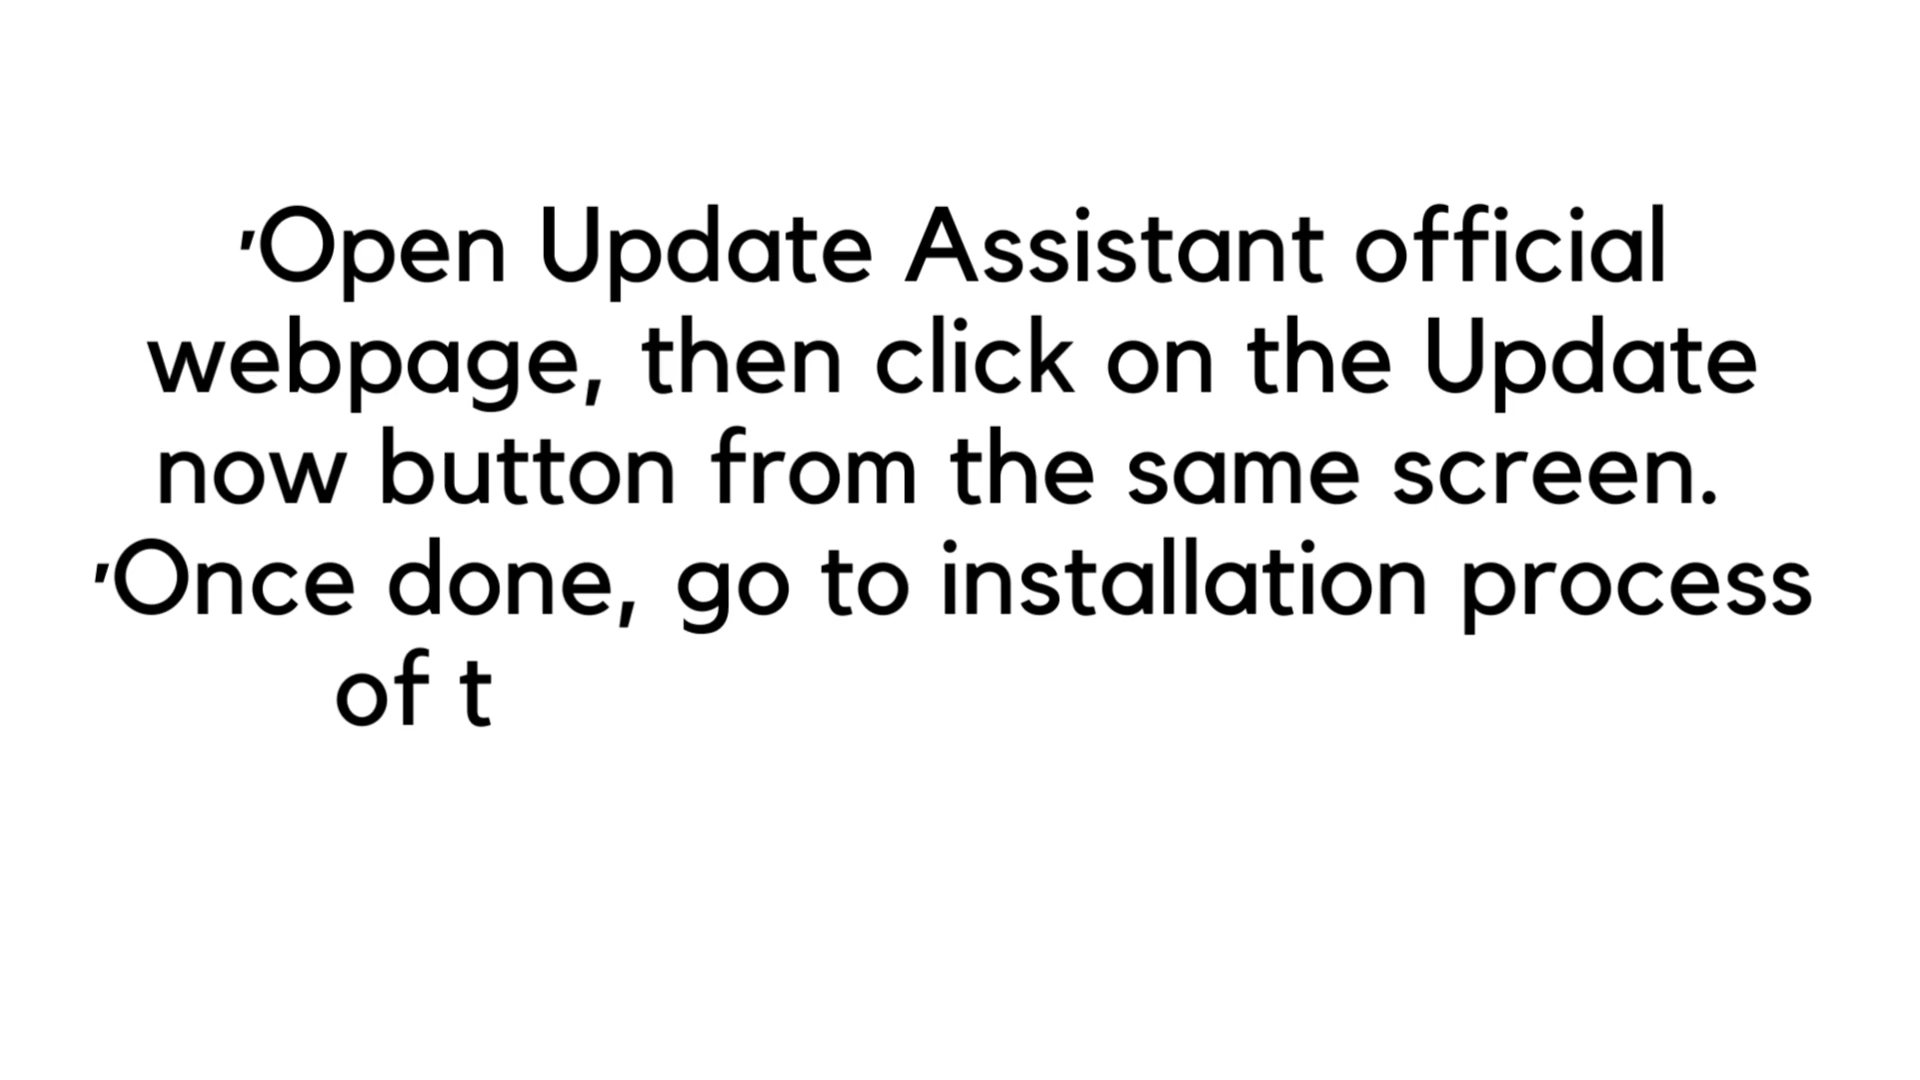 'Open Update Assistant official
webpage, then click on the Update
now button from the same screen.
'Once done, go to installation process
of t